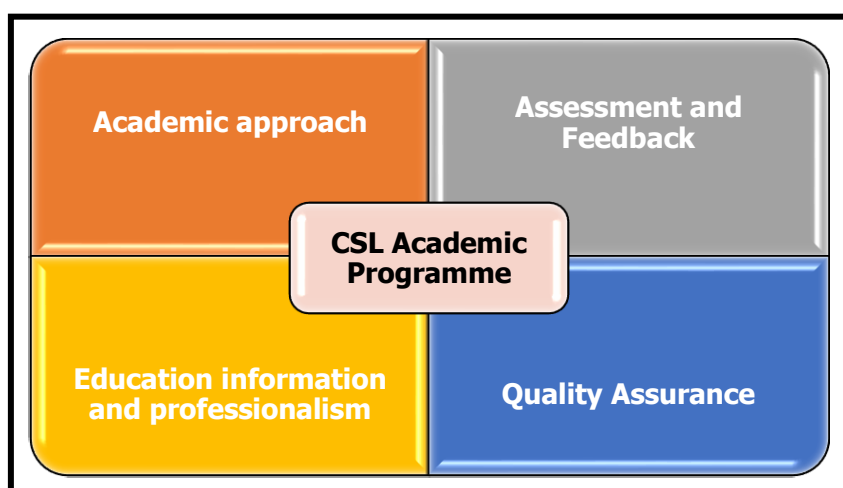 Academic approach
Assessment and
Feedback
CSL Academic
Programme
Education information
and professionalism
Quality Assurance